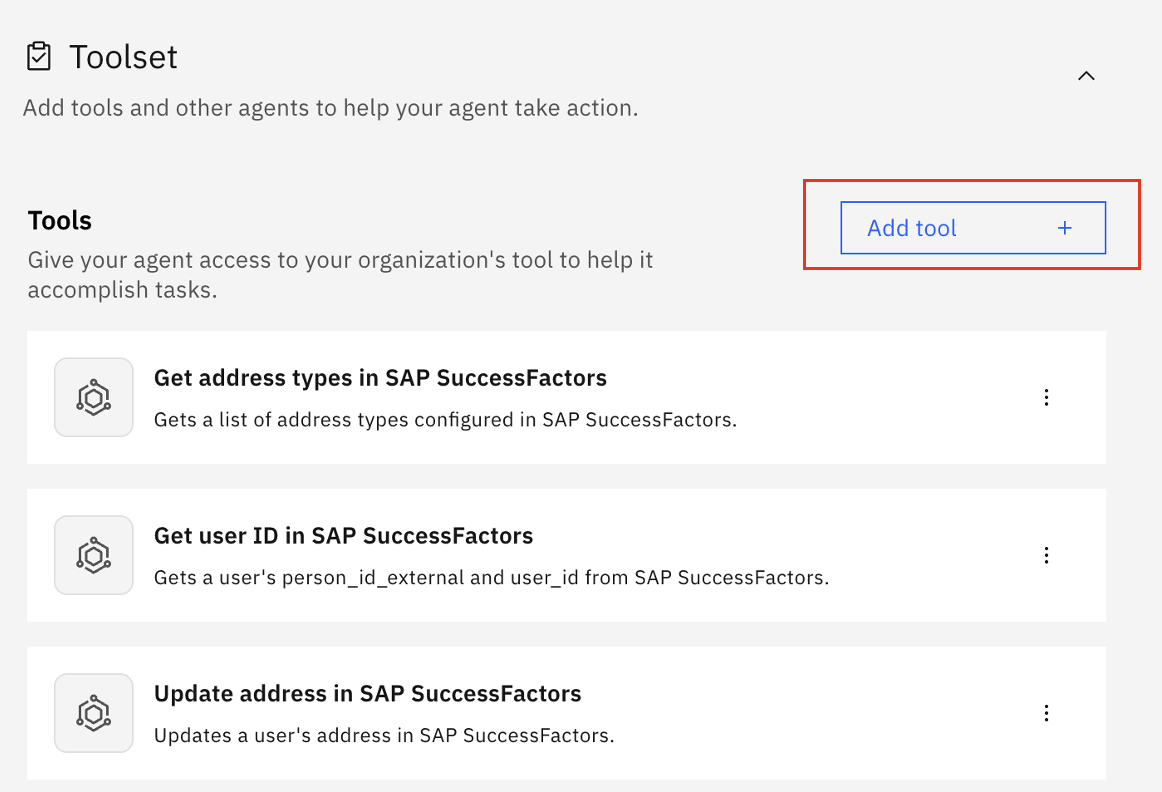 Toolset
Add tools and other agents to help your agent take action.
Tools
Add tool +
Give your agent access to your organization's tool to help it
accomplish tasks.
Get address types in SAP SuccessFactors
Gets a list of address types configured in SAP SuccessFactors.
Get user ID in SAP SuccessFactors
Gets a user's person_id_external and user_id from SAP SuccessFactors.
Update address in SAP SuccessFactors
Updates a user's address in SAP SuccessFactors.